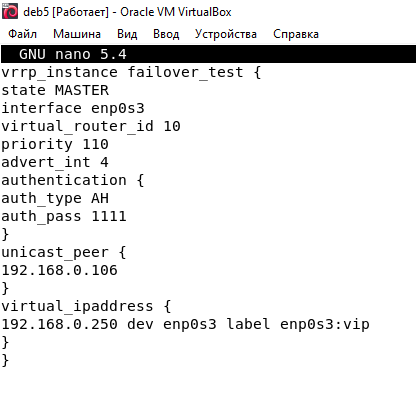 deb5 [Работает] - Oracle VM VirtualBox
Файл Машина Вид Ввод Устройства Справка
GNU nano 5.4
vrrp_instance failover_test {
state MASTER
interface enp0s3
virtual_router_id 10
priority 110
advert_int 4
authentication {
auth_type AH
auth_pass 1111
}
unicast_peer {
192.168.0.106
}
virtual_ipaddress {
192.168.0.250 dev enp0s3 label enp0s3:vip
}
}